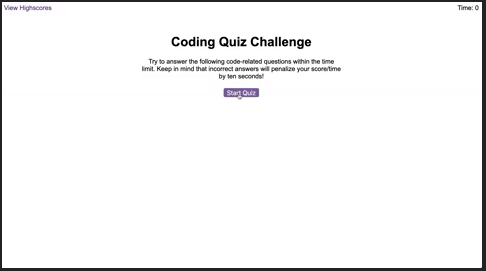 View Highscores
Time: 0
Coding Quiz Challenge
Try to answer the following code-related questions within the time
limit. Keep in mind that incorrect answers will penalize your score/time
by ten seconds!
Start Quiz